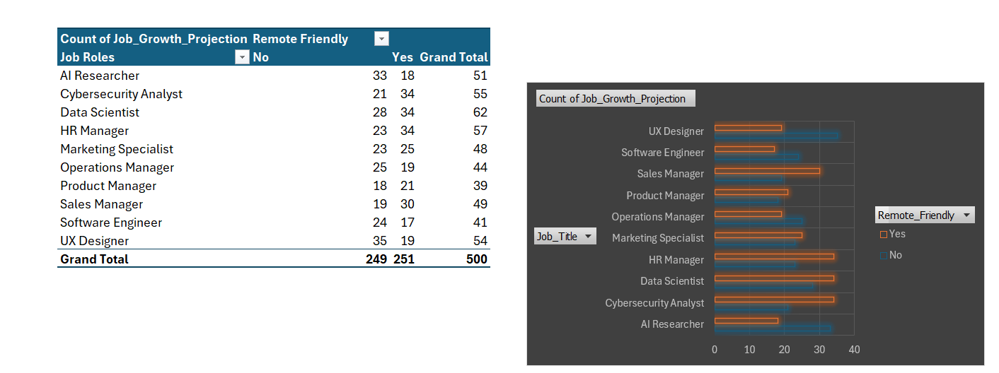 Count of Job_Growth_Projection Remote Friendly
Job Roles No Yes Grand Total
AI Researcher 33 18 51
Cybersecurity Analyst 21 34 55
Data Scientist 28 34 62
HR Manager 23 34 57
Marketing Specialist 23 25 48
Operations Manager 25 19 44
Product Manager 18 21 39
Sales Manager 19 30 49
Software Engineer 24 17 41
UX Designer 35 19 54
Grand Total 249 251 500
Count of Job_Growth_Projection
UX Designer
Software Engineer
Sales Manager
Product Manager
Operations Manager
Marketing Specialist
HR Manager
Data Scientist
Cybersecurity Analyst
AI Researcher
0 10 20 30 40
Job_Title
Remote_Friendly
Yes
No